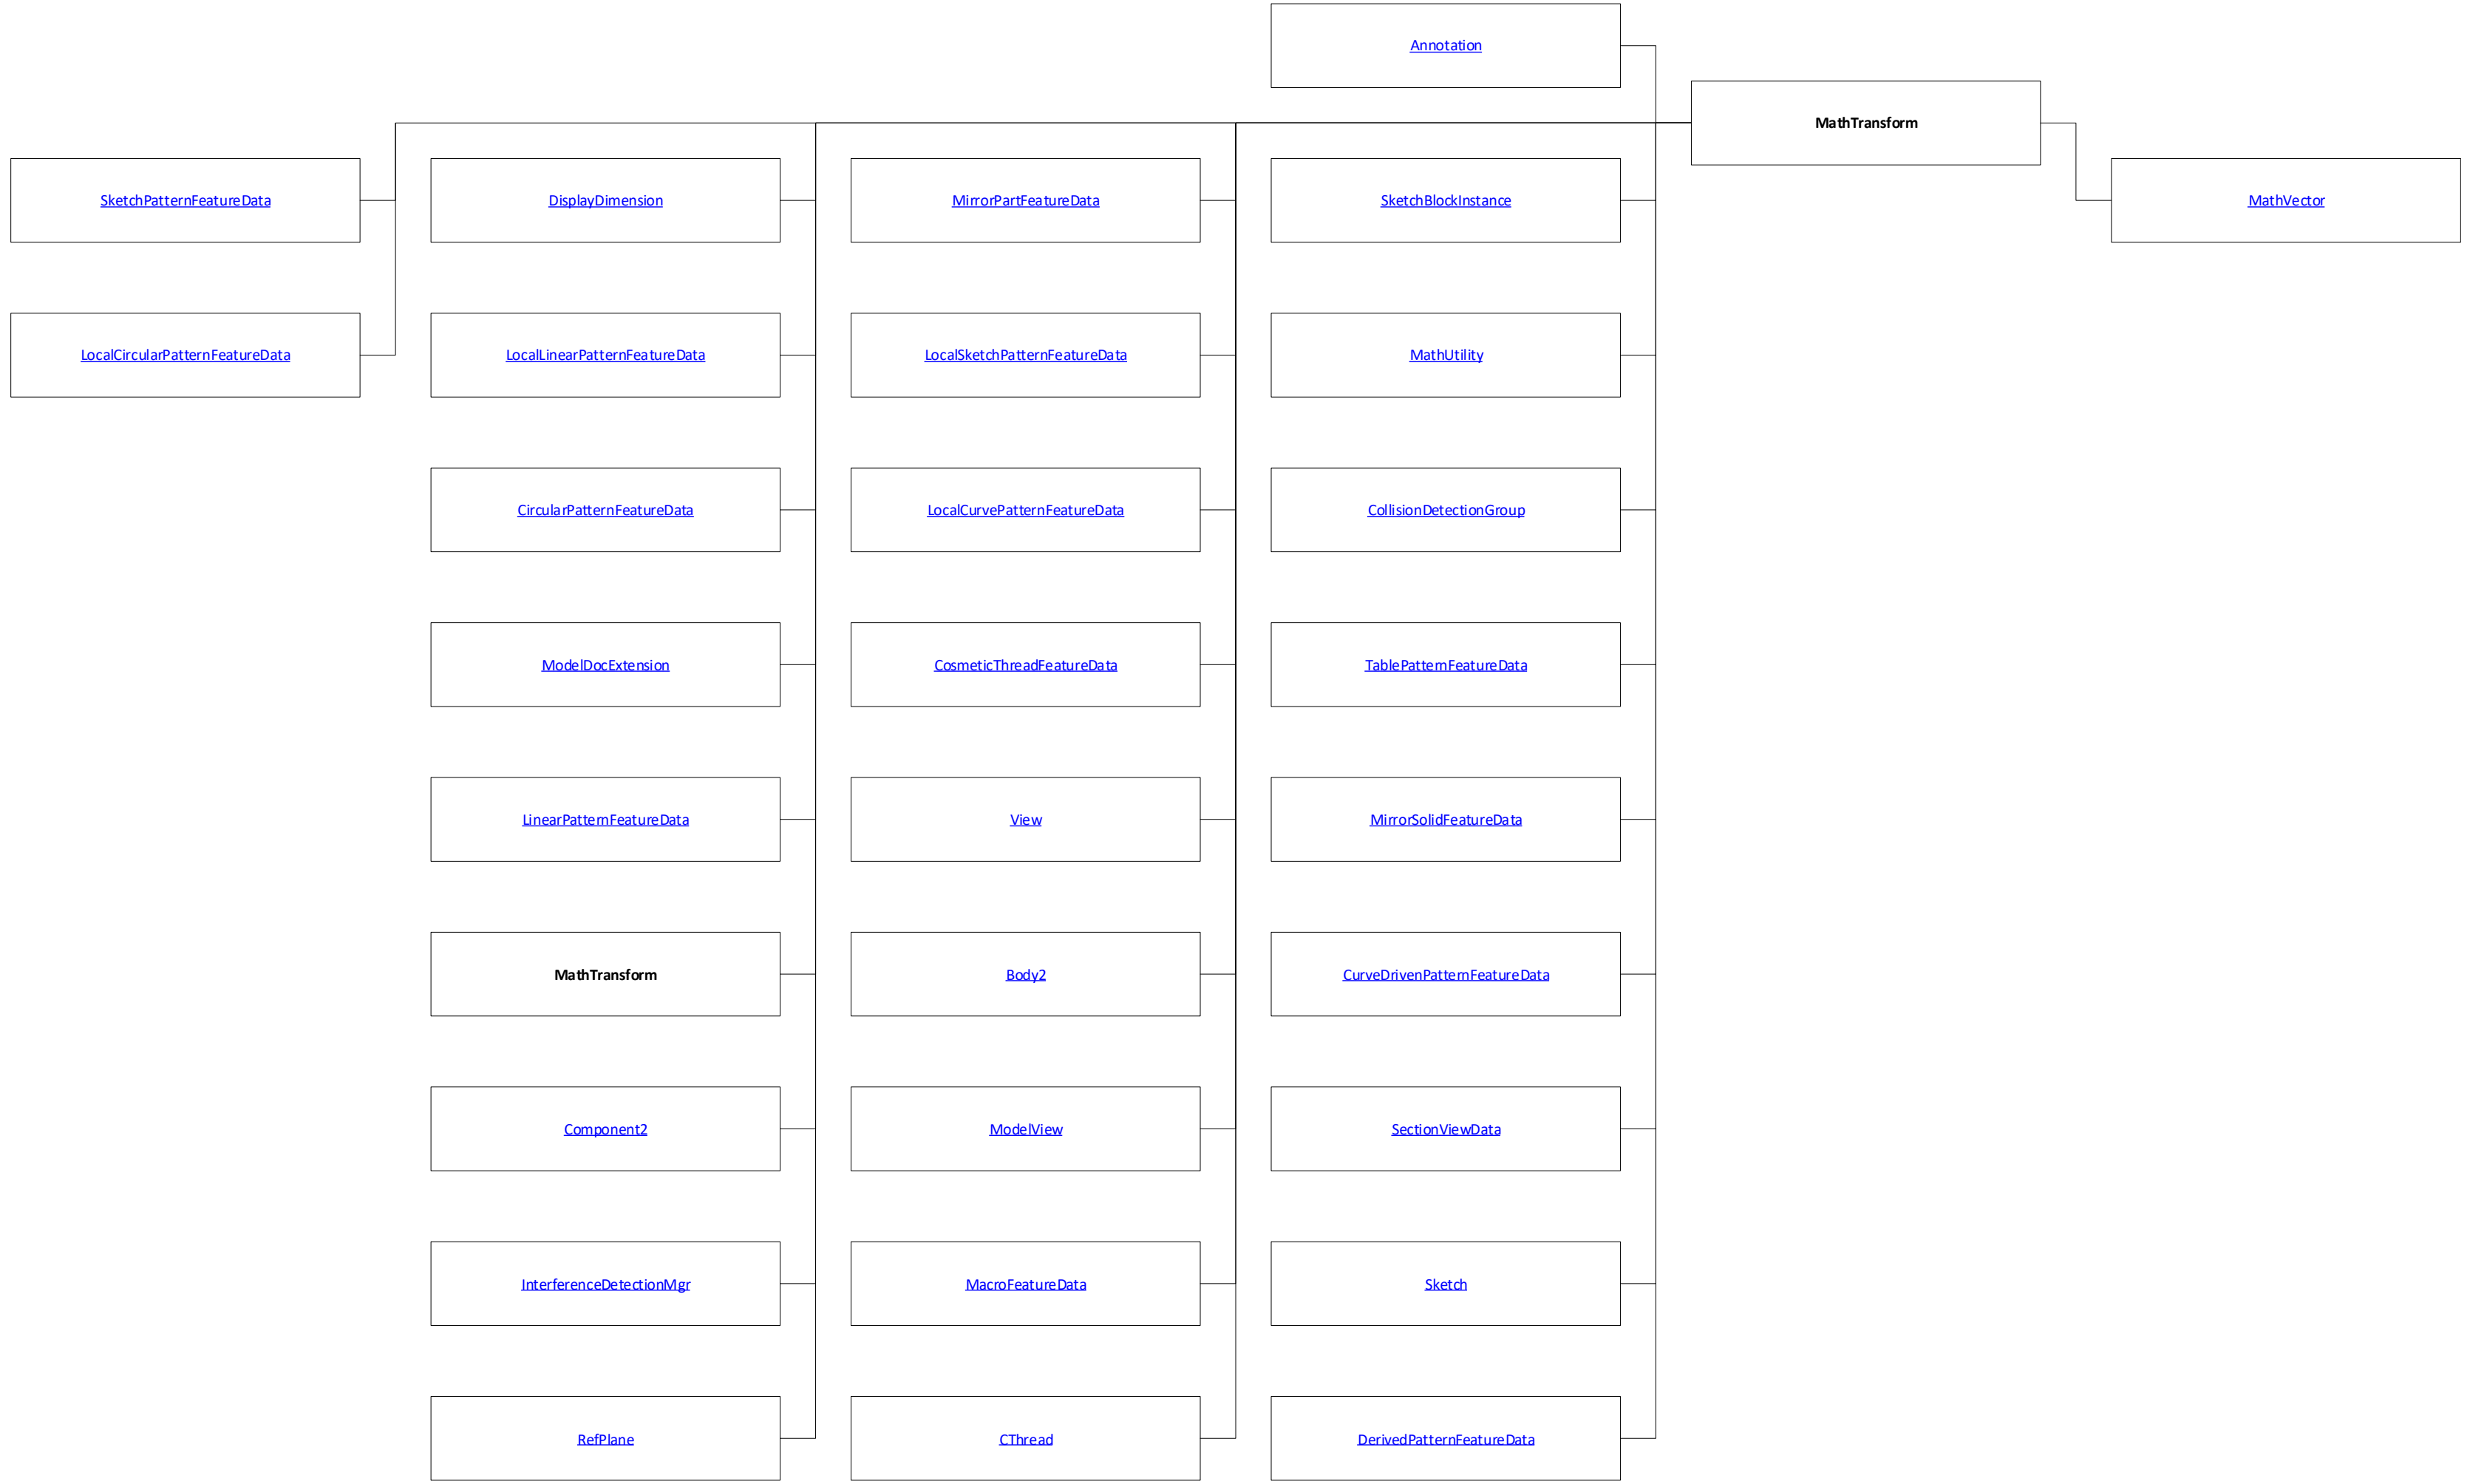 Annotation
MathTransform
SketchPatternFeatureData
DisplayDimension
MirrorPartFeatureData
SketchBlockInstance
MathVector
LocalCircularPatternFeatureData
LocalLinearPatternFeatureData
LocalSketchPatternFeatureData
MathUtility
CircularPatternFeatureData
LocalCurvePatternFeatureData
CollisionDetectionGroup
ModelDocExtension
CosmeticThreadFeatureData
TablePatternFeatureData
LinearPatternFeatureData
View
MirrorSolidFeatureData
MathTransform
Body2
CurveDrivenPatternFeatureData
Component2
ModelView
SectionViewData
InterferenceDetectionMgr
MacroFeatureData
Sketch
RefPlane
CThread
DerivedPatternFeatureData